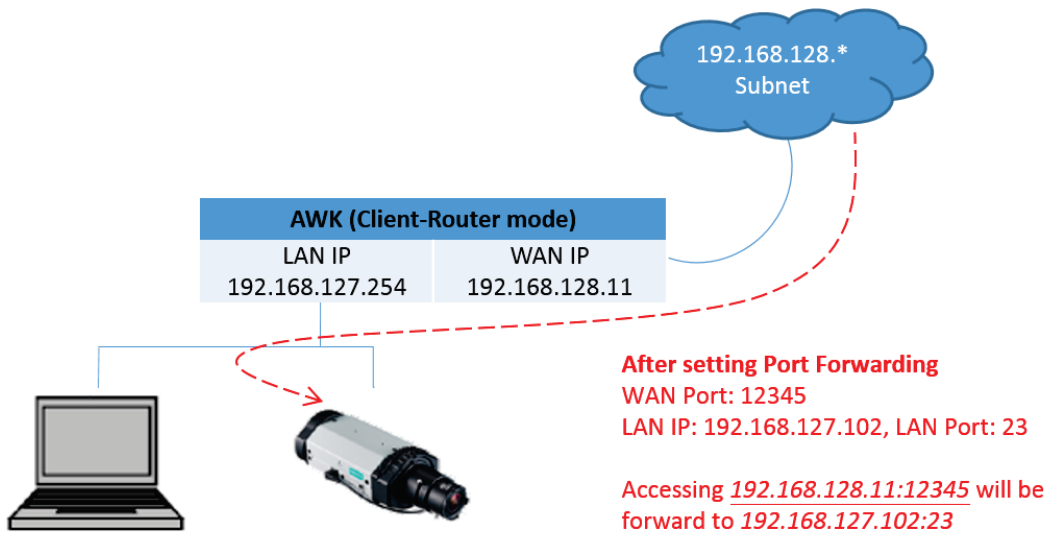 192.168.128.*
Subnet
AWK (Client-Router mode)
LAN IP
192.168.127.254
WAN IP
192.168.128.11
After setting Port Forwarding
WAN Port: 12345
LAN IP: 192.168.127.102, LAN Port: 23
Accessing 192.168.128.11:12345 will be
forward to 192.168.127.102:23